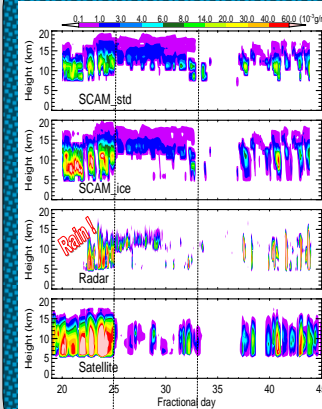 0.1 1.0 3.0 4.0 6.0 8.0 14.0 20.0 30.0 40.0 60.0 (10⁻³g/
Height (km)
20
15
10
5
0
SCAM_std
Height (km)
20
15
10
5
0
SCAM_ice
Height (km)
20
15
10
5
0
Rain !
Radar
Height (km)
20
15
10
5
0
Satellite
20 25 30 35 40 45
Fractional day